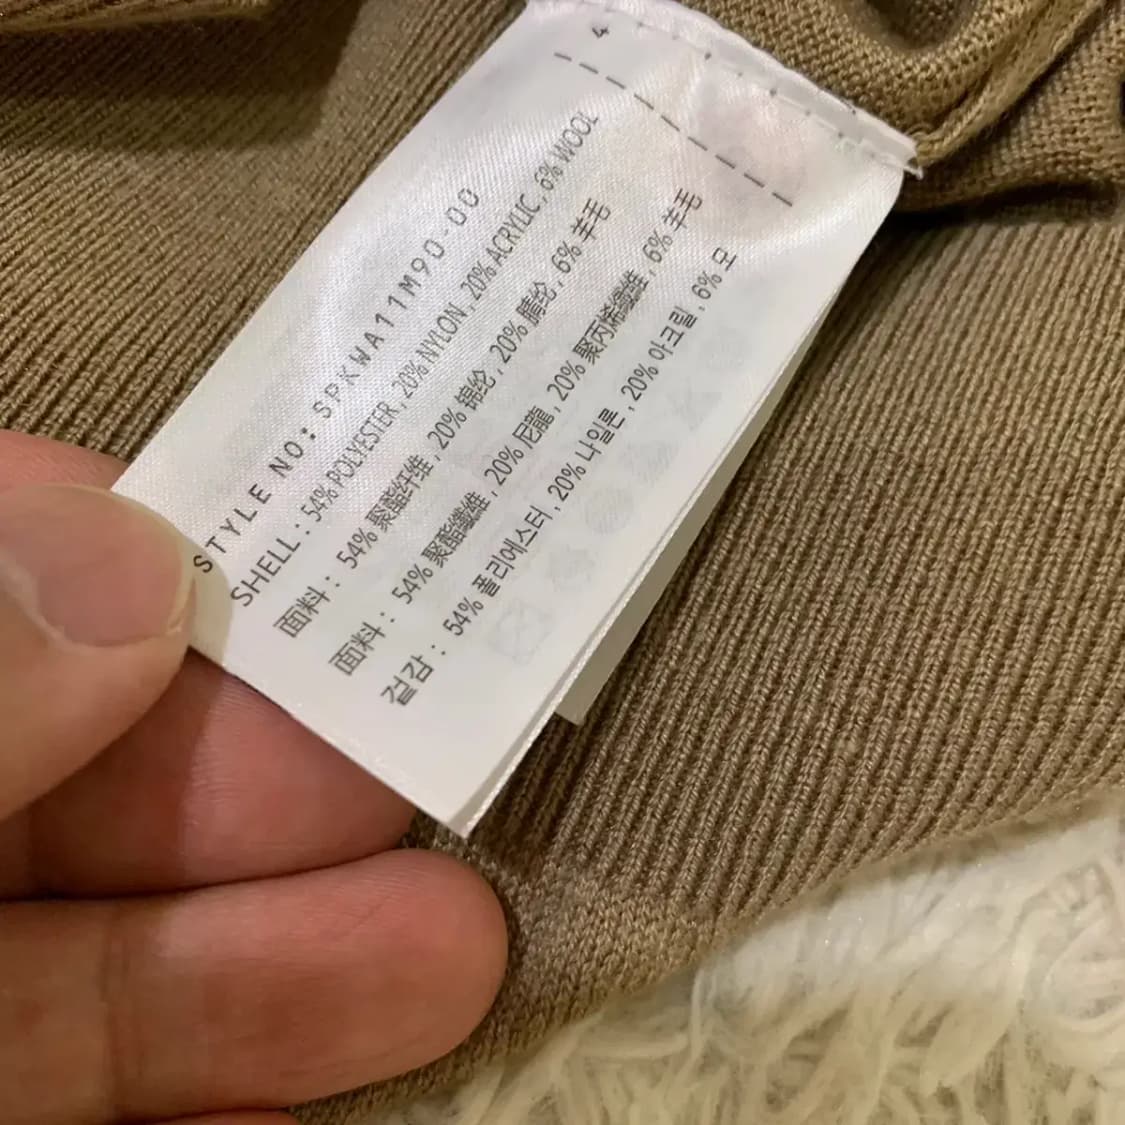 4
STYLE NO: SPKWA11M90-00
SHELL : 54% POLYESTER, 20% NYLON, 20% ACRYLIC, 6% WOOL
面料 : 54% 聚酯纤维, 20% 锦纶, 20% 腈纶, 6% 羊毛
面料 : 54% 聚酯纖維, 20% 尼龍, 20% 聚丙烯纖維, 6% 羊毛
겉감 : 54% 폴리에스터, 20% 나일론, 20% 아크릴, 6% 모